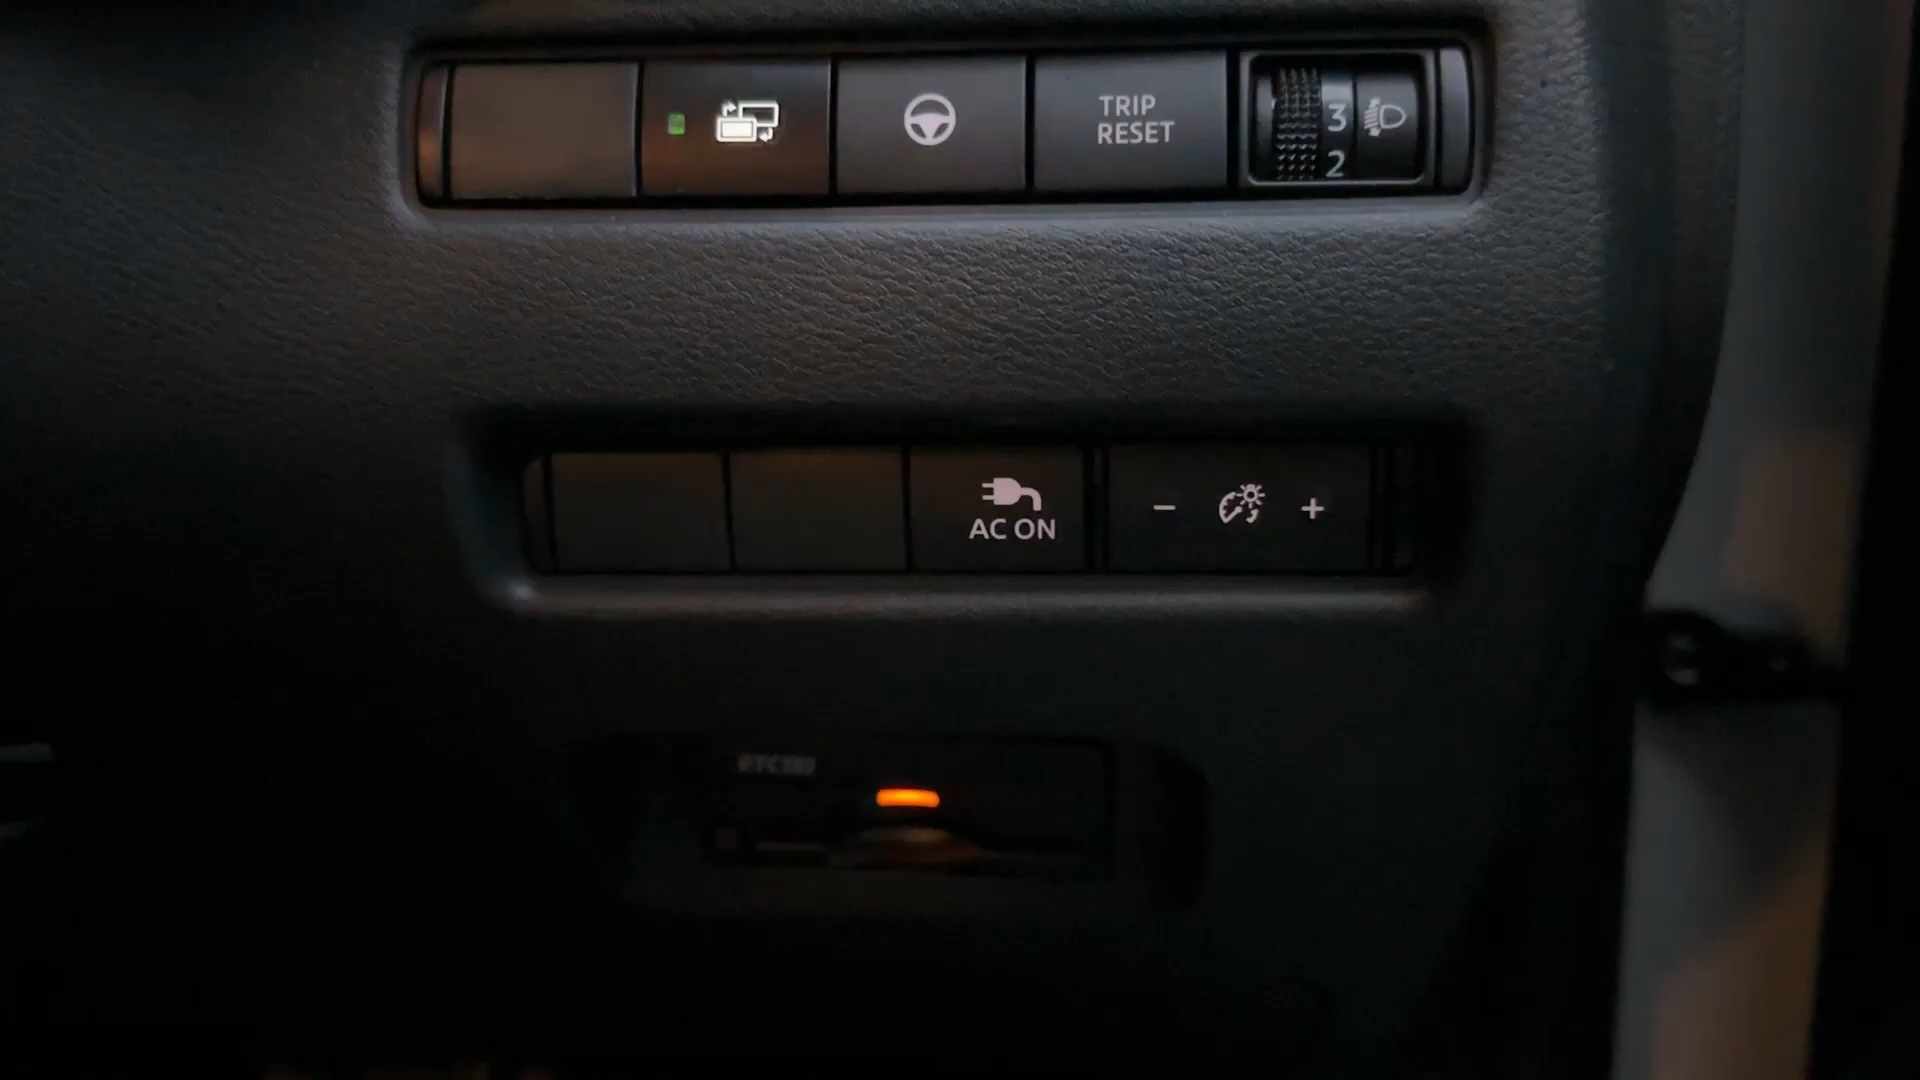 TRIP
RESET
3
2
AC ON
− +